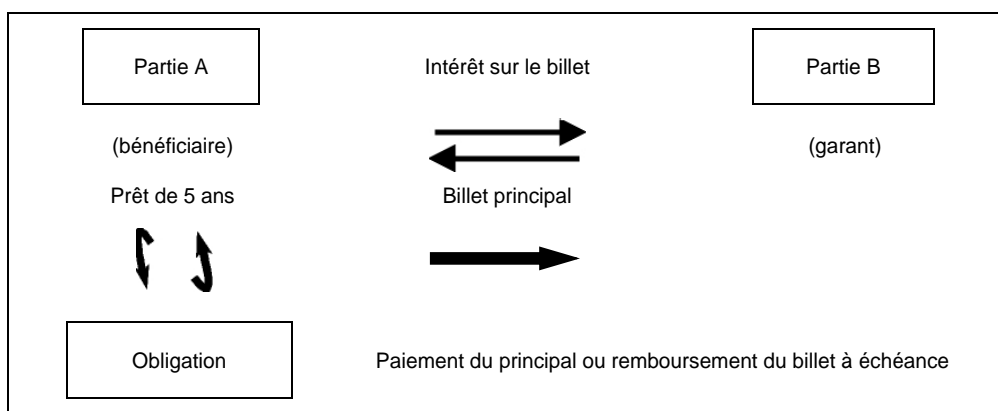 Partie A
Intérêt sur le billet
Partie B
(bénéficiaire)
(garant)
Prêt de 5 ans
Billet principal
Obligation
Paiement du principal ou remboursement du billet à échéance